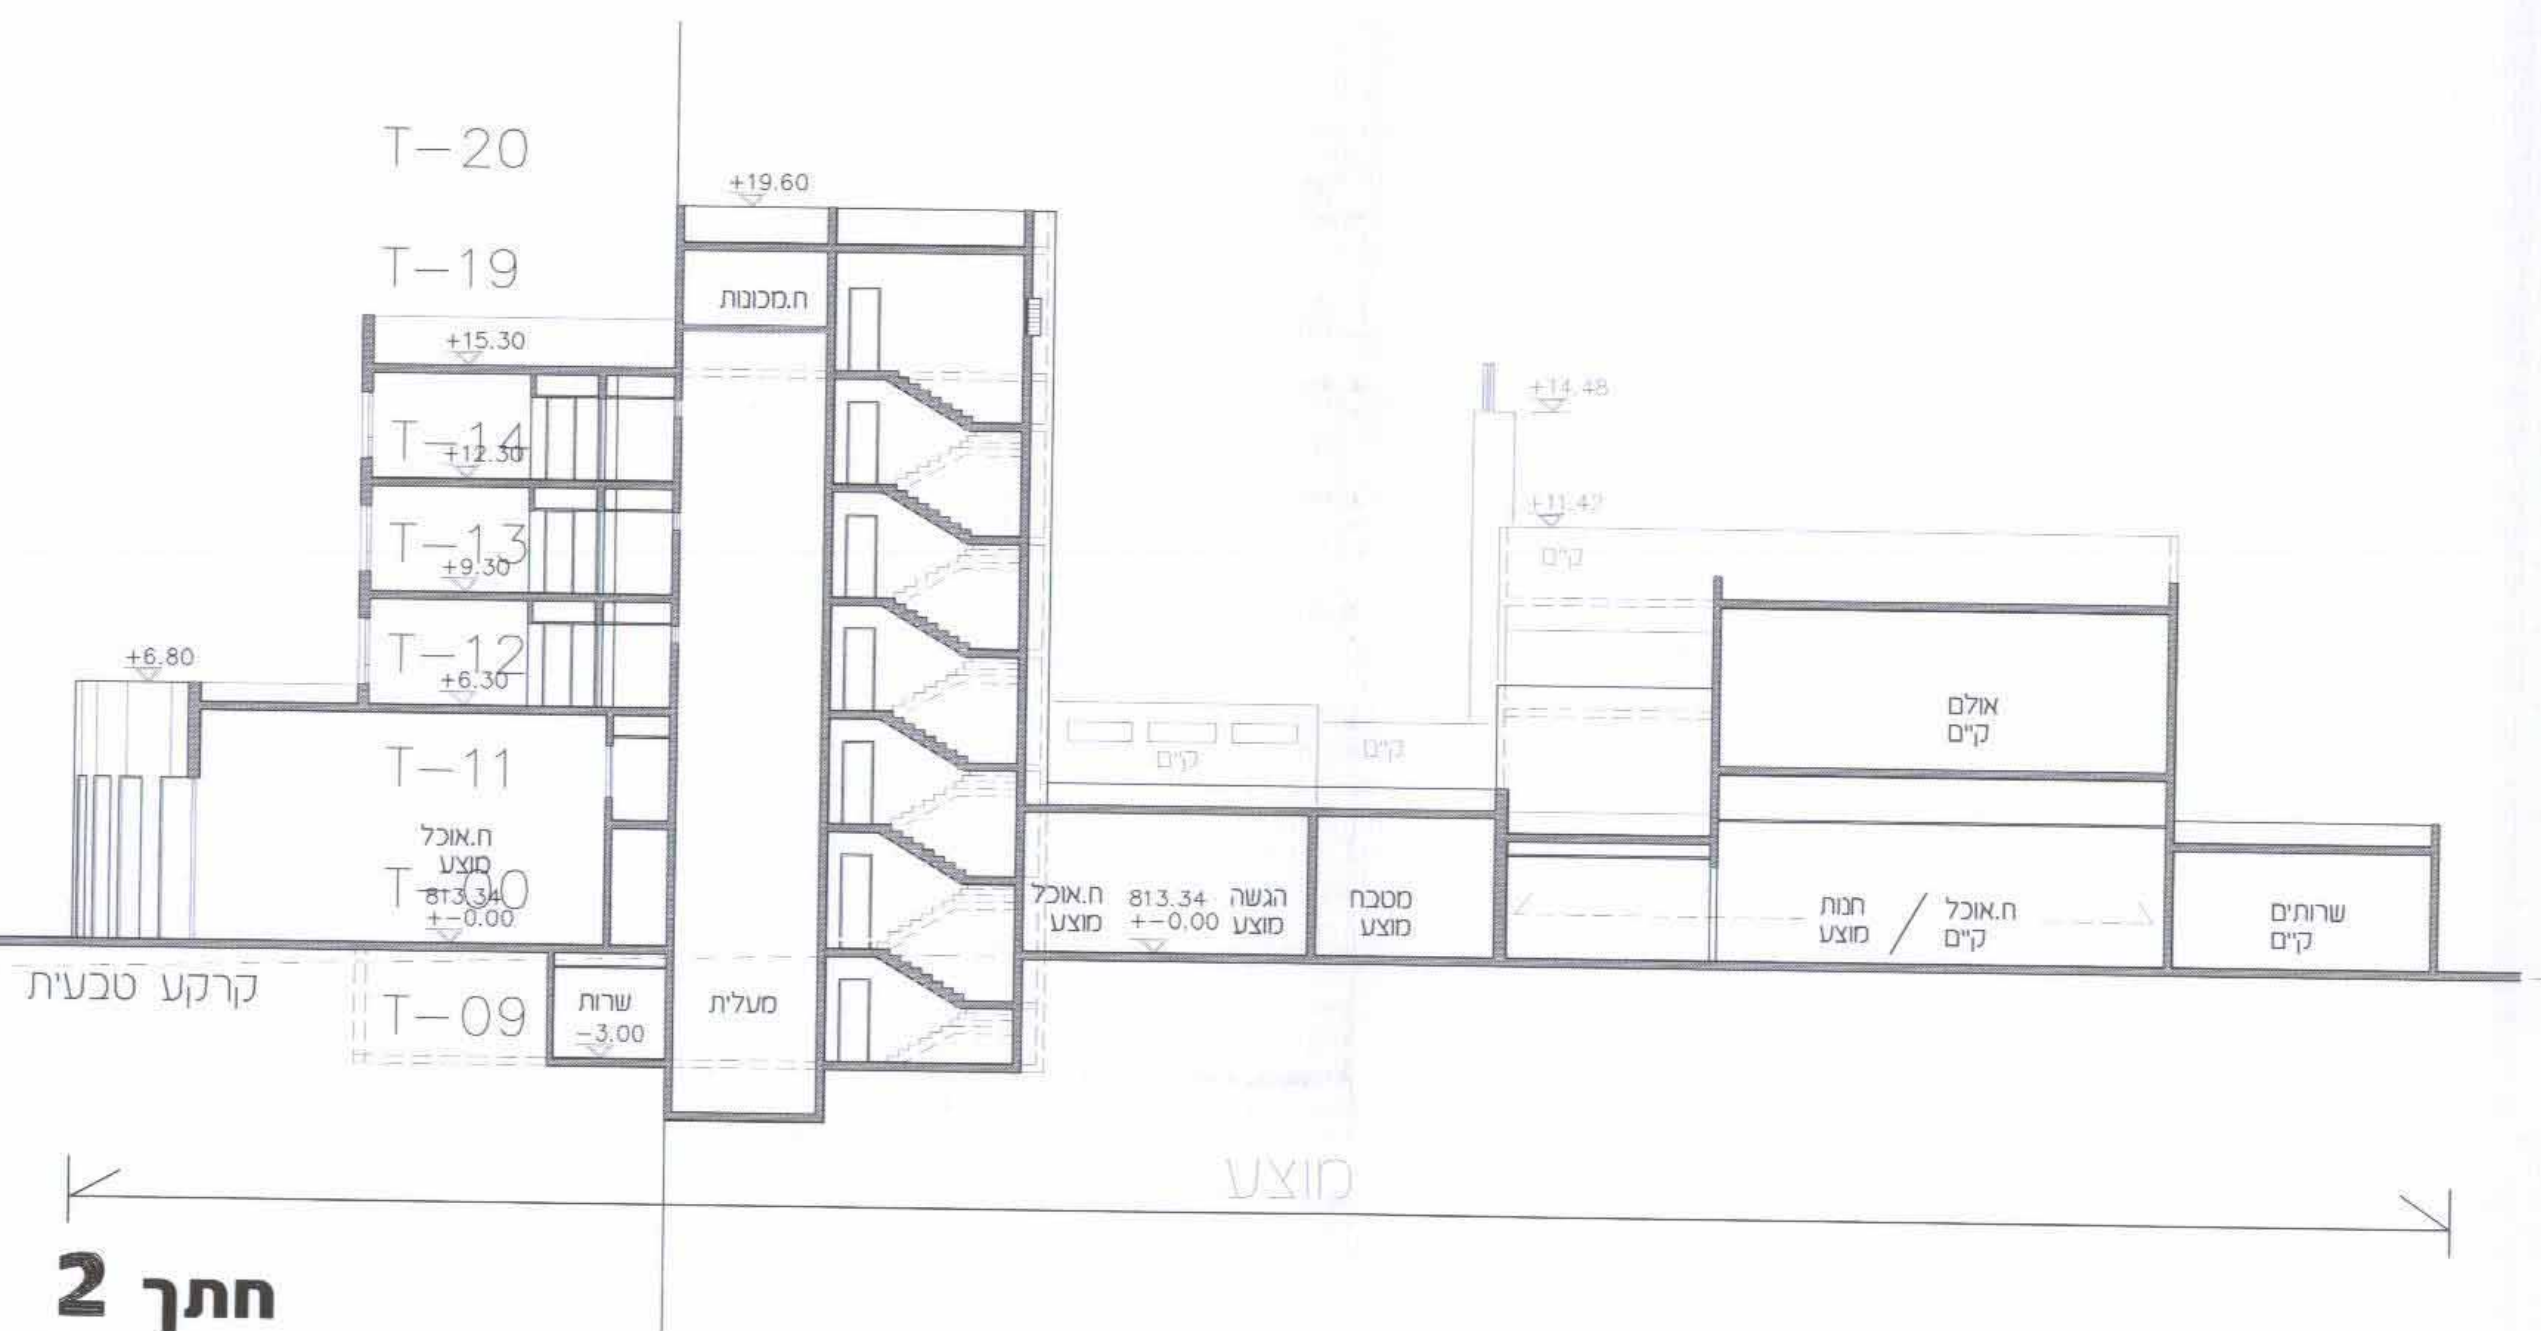 T-20
+19.60
T-19
ח.מכונות
+15.30
+14.48
T-14
+12.30
+11.42
קיים
T-13
+9.30
T-12
+6.80
+6.30
אולם
קיים
T-11
קיים
קיים
ח.אוכל
מוצע
T-00
813.34
+-0.00
ח.אוכל
מוצע
813.34
+-0.00
הגשה
מוצע
מטבח
מוצע
חנות
מוצע
/
ח.אוכל
קיים
שרותים
קיים
קרקע טבעית
T-09
שרות
-3.00
מעלית
מוצע
חתך 2